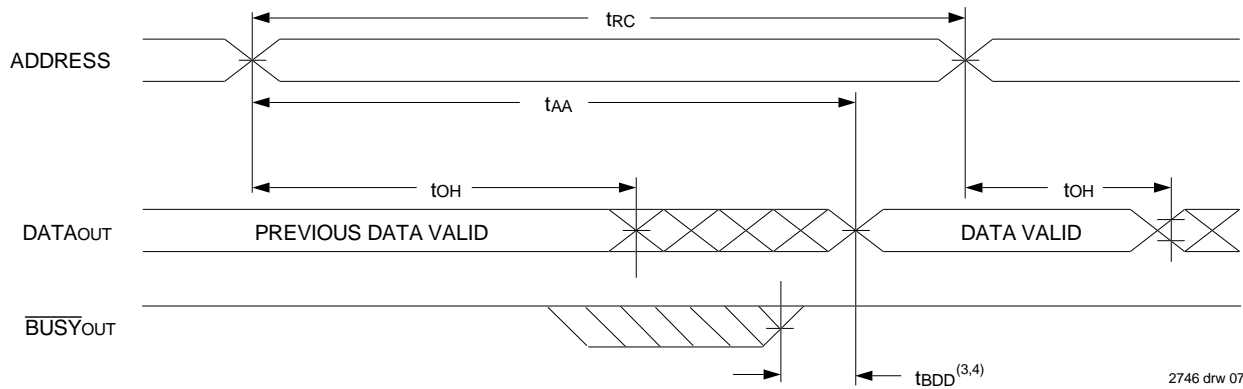 tRC
ADDRESS
tAA
tOH
tOH
DATAOUT
PREVIOUS DATA VALID
DATA VALID
BUSYOUT
tBDD(3,4)
2746 drw 07